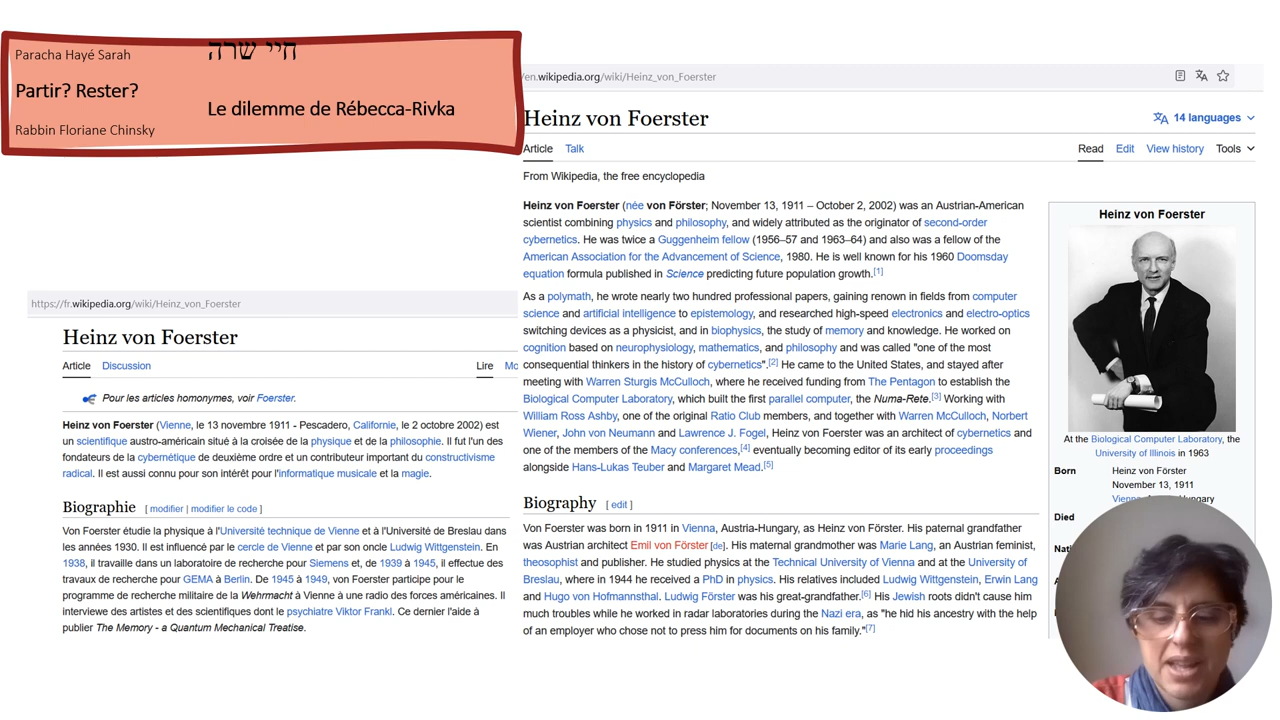 Paracha Hayé Sarah
חיי שרה
Partir? Rester?
Le dilemme de Rébecca-Rivka
Rabbin Floriane Chinsky
https://fr.wikipedia.org/wiki/Heinz_von_Foerster
Heinz von Foerster
Article Discussion Lire
Pour les articles homonymes, voir Foerster.
Heinz von Foerster (Vienne, le 13 novembre 1911 - Pescadero, Californie, le 2 octobre 2002) est
un scientifique austro-américain situé à la croisée de la physique et de la philosophie. Il fut l'un des
fondateurs de la cybernétique de deuxième ordre et un contributeur important du constructivisme
radical. Il est aussi connu pour son intérêt pour l'informatique musicale et la magie.
Biographie [ modifier | modifier le code ]
Von Foerster étudie la physique à l'Université technique de Vienne et à l'Université de Breslau dans
les années 1930. Il est influencé par le cercle de Vienne et par son oncle Ludwig Wittgenstein. En
1938, il travaille dans un laboratoire de recherche pour Siemens et, de 1939 à 1945, il effectue des
travaux de recherche pour GEMA à Berlin. De 1945 à 1949, von Foerster participe pour le
programme de recherche militaire de la Wehrmacht à Vienne à une radio des forces américaines. Il
interviewe des artistes et des scientifiques dont le psychiatre Viktor Frankl. Ce dernier l'aide à
publier The Memory - a Quantum Mechanical Treatise.
/en.wikipedia.org/wiki/Heinz_von_Foerster
Heinz von Foerster
14 languages
Article Talk Read Edit View history Tools
From Wikipedia, the free encyclopedia
Heinz von Foerster (née von Förster; November 13, 1911 – October 2, 2002) was an Austrian-American
scientist combining physics and philosophy, and widely attributed as the originator of second-order
cybernetics. He was twice a Guggenheim fellow (1956–57 and 1963–64) and also was a fellow of the
American Association for the Advancement of Science, 1980. He is well known for his 1960 Doomsday
equation formula published in Science predicting future population growth.[1]
As a polymath, he wrote nearly two hundred professional papers, gaining renown in fields from computer
science and artificial intelligence to epistemology, and researched high-speed electronics and electro-optics
switching devices as a physicist, and in biophysics, the study of memory and knowledge. He worked on
cognition based on neurophysiology, mathematics, and philosophy and was called "one of the most
consequential thinkers in the history of cybernetics".[2] He came to the United States, and stayed after
meeting with Warren Sturgis McCulloch, where he received funding from The Pentagon to establish the
Biological Computer Laboratory, which built the first parallel computer, the Numa-Rete.[3] Working with
William Ross Ashby, one of the original Ratio Club members, and together with Warren McCulloch, Norbert
Wiener, John von Neumann and Lawrence J. Fogel, Heinz von Foerster was an architect of cybernetics and
one of the members of the Macy conferences,[4] eventually becoming editor of its early proceedings
alongside Hans-Lukas Teuber and Margaret Mead.[5]
Biography [ edit ]
Von Foerster was born in 1911 in Vienna, Austria-Hungary, as Heinz von Förster. His paternal grandfather
was Austrian architect Emil von Förster [de]. His maternal grandmother was Marie Lang, an Austrian feminist,
theosophist and publisher. He studied physics at the Technical University of Vienna and at the University of
Breslau, where in 1944 he received a PhD in physics. His relatives included Ludwig Wittgenstein, Erwin Lang
and Hugo von Hofmannsthal. Ludwig Förster was his great-grandfather.[6] His Jewish roots didn't cause him
much troubles while he worked in radar laboratories during the Nazi era, as "he hid his ancestry with the help
of an employer who chose not to press him for documents on his family."[7]
Heinz von Foerster
At the Biological Computer Laboratory, the
University of Illinois in 1963
Born Heinz von Förster
November 13, 1911
Died